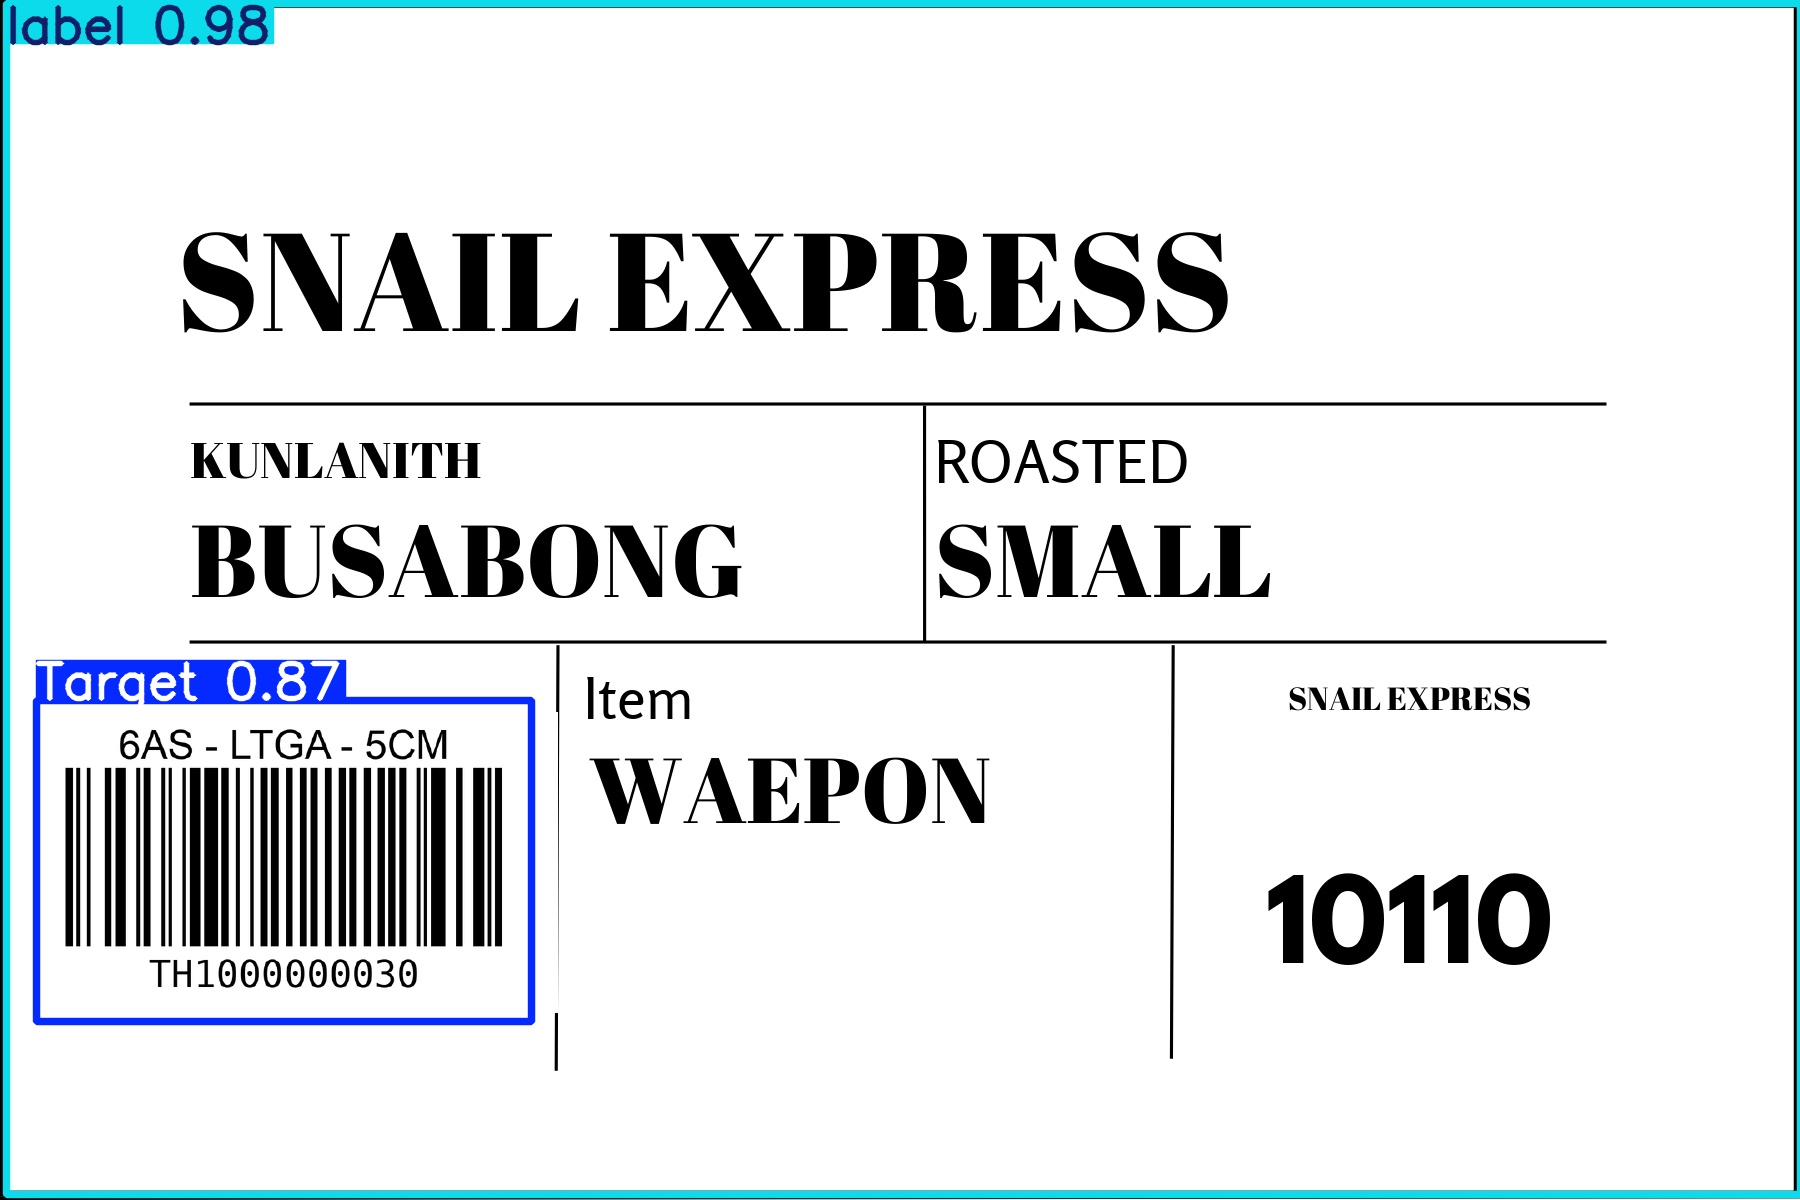 label 0.98
SNAIL EXPRESS
KUNLANITH
BUSABONG
ROASTED
SMALL
Target 0.87
6AS - LTGA - 5CM
TH1000000030
Item
WAEPON
SNAIL EXPRESS
10110